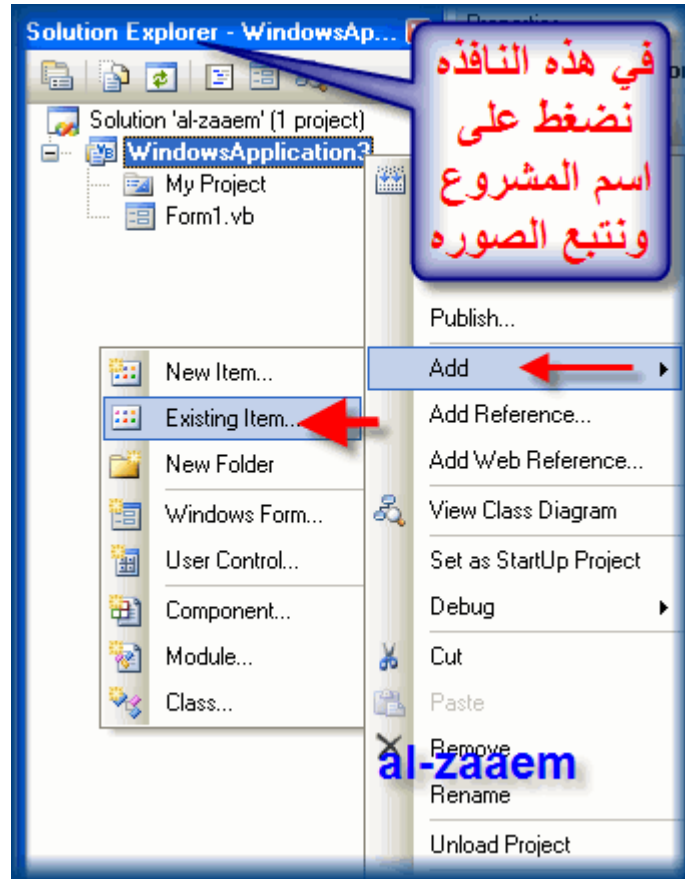 Solution Explorer - WindowsAp...
في هذه النافذه
نضغط على
اسم المشروع
ونتبع الصوره
Solution 'al-zaaem' (1 project)
WindowsApplication3
My Project
Form1.vb
Publish...
Add
Add Reference...
Add Web Reference...
View Class Diagram
Set as StartUp Project
Debug
Cut
Paste
Remove
Rename
Unload Project
New Item...
Existing Item...
New Folder
Windows Form...
User Control...
Component...
Module...
Class...
al-zaaem